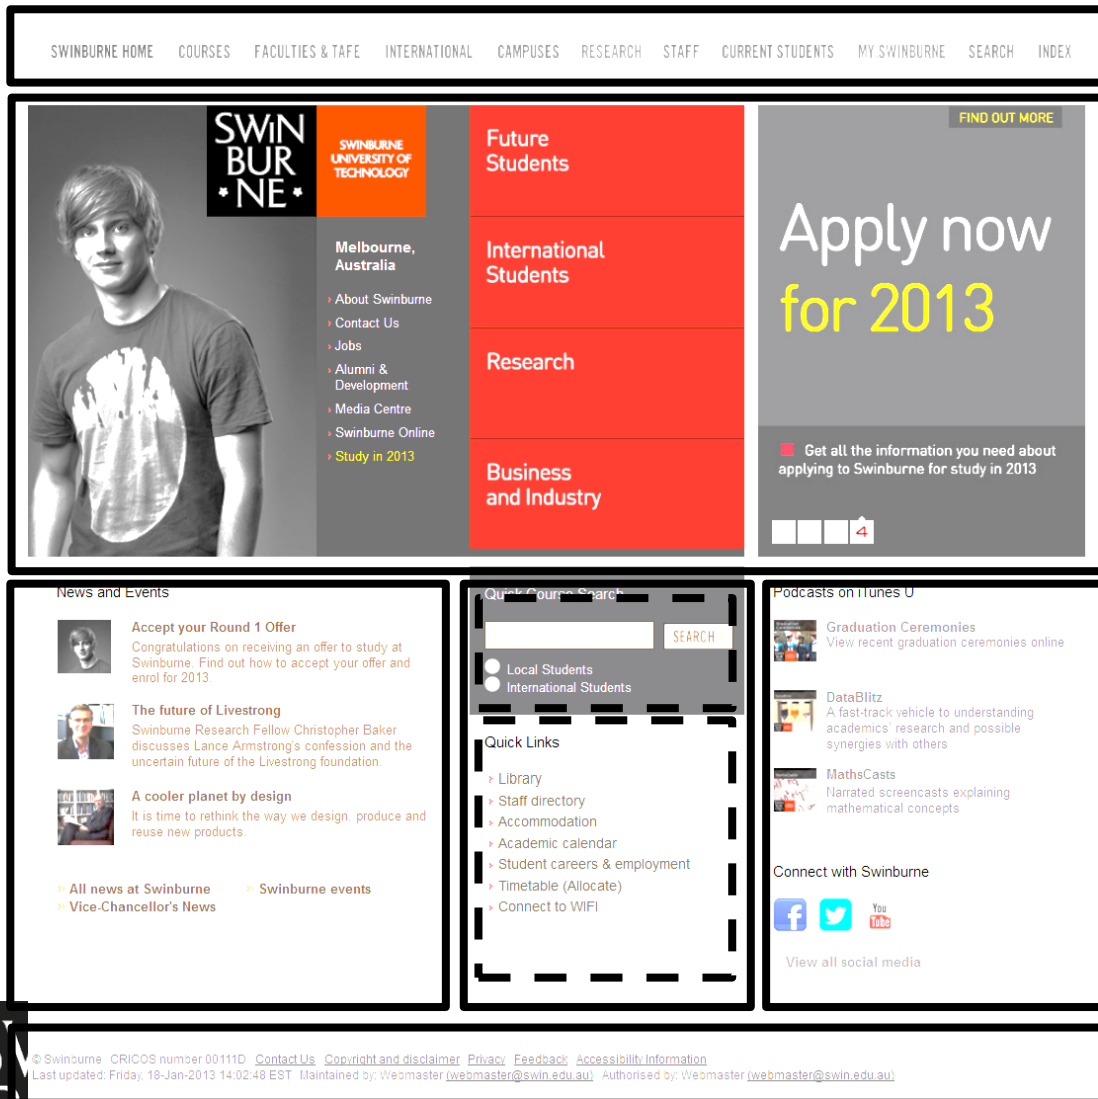 SWINBURNE HOME COURSES FACULTIES & TAFE INTERNATIONAL CAMPUSES RESEARCH STAFF CURRENT STUDENTS MY SWINBURNE SEARCH INDEX
SWIN
BUR
NE
SWINBURNE
UNIVERSITY OF
TECHNOLOGY
Melbourne,
Australia
About Swinburne
Contact Us
Jobs
Alumni &
Development
Media Centre
Swinburne Online
Study in 2013
Future
Students
International
Students
Research
Business
and Industry
FIND OUT MORE
Apply now
for 2013
Get all the information you need about
applying to Swinburne for study in 2013
4
News and Events
Accept your Round 1 Offer
Congratulations on receiving an offer to study at
Swinburne. Find out how to accept your offer and
enrol for 2013.
The future of Livestrong
Swinburne Research Fellow Christopher Baker
discusses Lance Armstrong's confession and the
uncertain future of the Livestrong foundation.
A cooler planet by design
It is time to rethink the way we design, produce and
reuse new products.
All news at Swinburne Swinburne events
Vice-Chancellor's News
Quick Course Search
SEARCH
Local Students
International Students
Quick Links
Library
Staff directory
Accommodation
Academic calendar
Student careers & employment
Timetable (Allocate)
Connect to WIFI
Podcasts on iTunes U
Graduation Ceremonies
View recent graduation ceremonies online
DataBlitz
A fast-track vehicle to understanding
academics' research and possible
synergies with others
MathsCasts
Narrated screencasts explaining
mathematical concepts
Connect with Swinburne
You
Tube
View all social media
© Swinburne CRICOS number 00111D Contact Us Copyright and disclaimer Privacy Feedback Accessibility Information
Last updated: Friday, 18-Jan-2013 14:02:48 EST Maintained by: Webmaster (webmaster@swin.edu.au) Authorised by: Webmaster (webmaster@swin.edu.au)